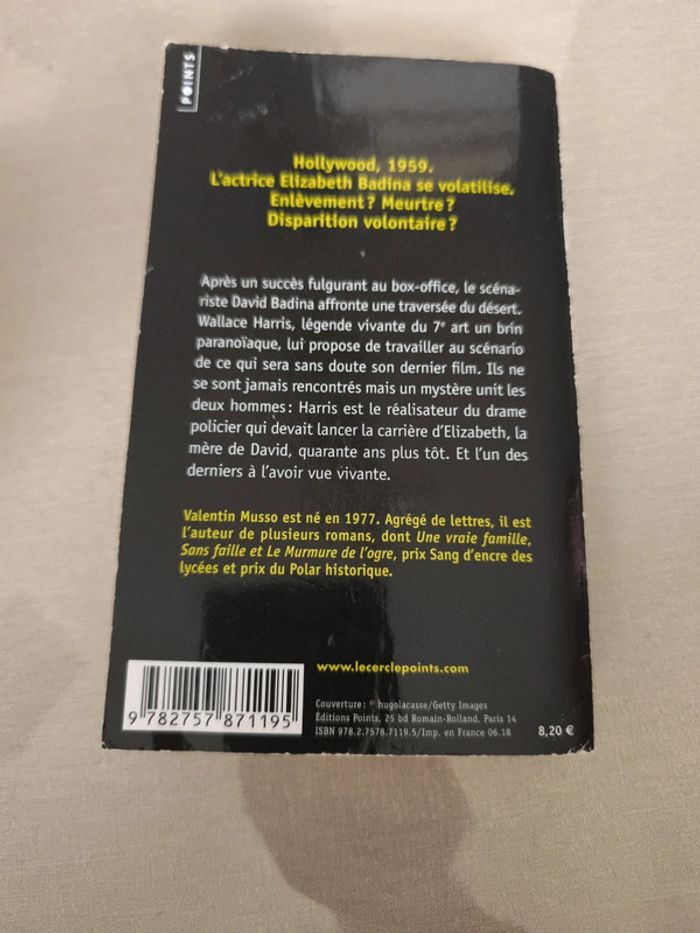 POINTS
Hollywood, 1959.
L'actrice Elizabeth Badina se volatilise.
Enlèvement ? Meurtre ?
Disparition volontaire ?
Après un succès fulgurant au box-office, le scéna-
riste David Badina affronte une traversée du désert.
Wallace Harris, légende vivante du 7e art un brin
paranoïaque, lui propose de travailler au scénario
de ce qui sera sans doute son dernier film. Ils ne
se sont jamais rencontrés mais un mystère unit les
deux hommes : Harris est le réalisateur du drame
policier qui devait lancer la carrière d'Elizabeth, la
mère de David, quarante ans plus tôt. Et l'un des
derniers à l'avoir vue vivante.
Valentin Musso est né en 1977. Agrégé de lettres, il est
l'auteur de plusieurs romans, dont Une vraie famille,
Sans faille et Le Murmure de l'ogre, prix Sang d'encre des
lycées et prix du Polar historique.
www.lecerclepoints.com
Couverture : © hugolacasse/Getty Images
Éditions Points, 25 bd Romain-Rolland, Paris 14
ISBN 978.2.7578.7119.5/Imp. en France 06.18
8,20 €
9 782757 871195